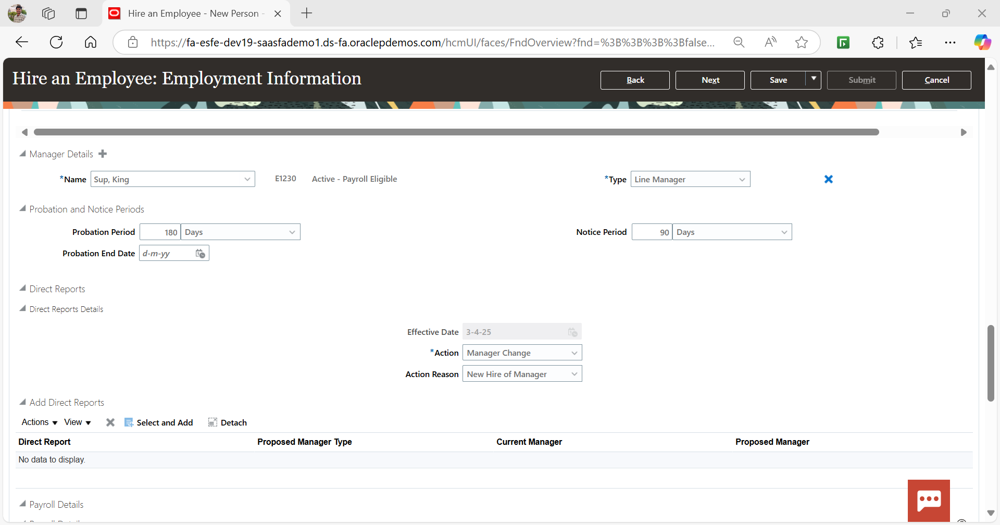 Hire an Employee - New Person -
https://fa-esfe-dev19-saasfademo1.ds-fa.oraclepdemos.com/hcmUI/faces/FndOverview?fnd=%3B%3B%3B%3Bfalse...
Hire an Employee: Employment Information
Back Next Save Submit Cancel
Manager Details
*Name Sup, King E1230 Active - Payroll Eligible *Type Line Manager
Probation and Notice Periods
Probation Period 180 Days Notice Period 90 Days
Probation End Date d-m-yy
Direct Reports
Direct Reports Details
Effective Date 3-4-25
*Action Manager Change
Action Reason New Hire of Manager
Add Direct Reports
Actions View Select and Add Detach
Direct Report Proposed Manager Type Current Manager Proposed Manager
No data to display.
Payroll Details